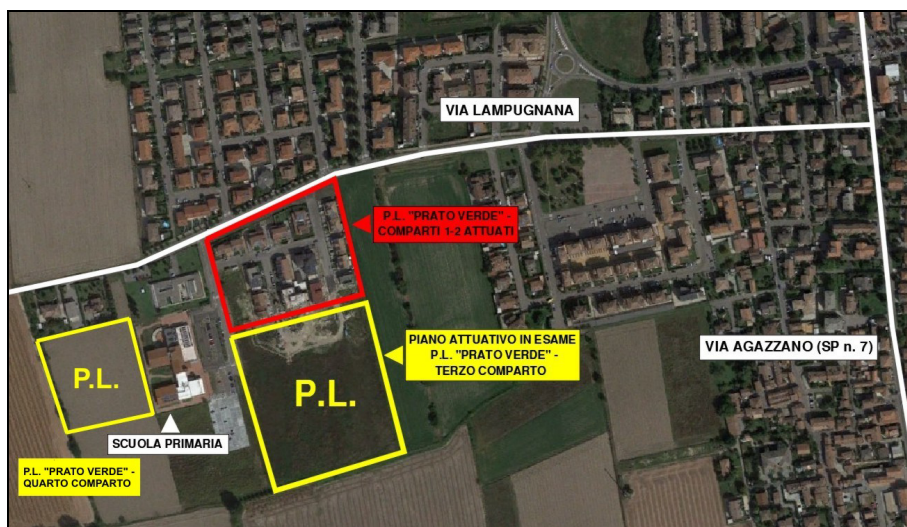 VIA LAMPUGNANA
P.L. "PRATO VERDE" -
COMPARTI 1-2 ATTUATI
PIANO ATTUATIVO IN ESAME
P.L. "PRATO VERDE" -
TERZO COMPARTO
VIA AGAZZANO (SP n. 7)
P.L.
P.L.
SCUOLA PRIMARIA
P.L. "PRATO VERDE" -
QUARTO COMPARTO